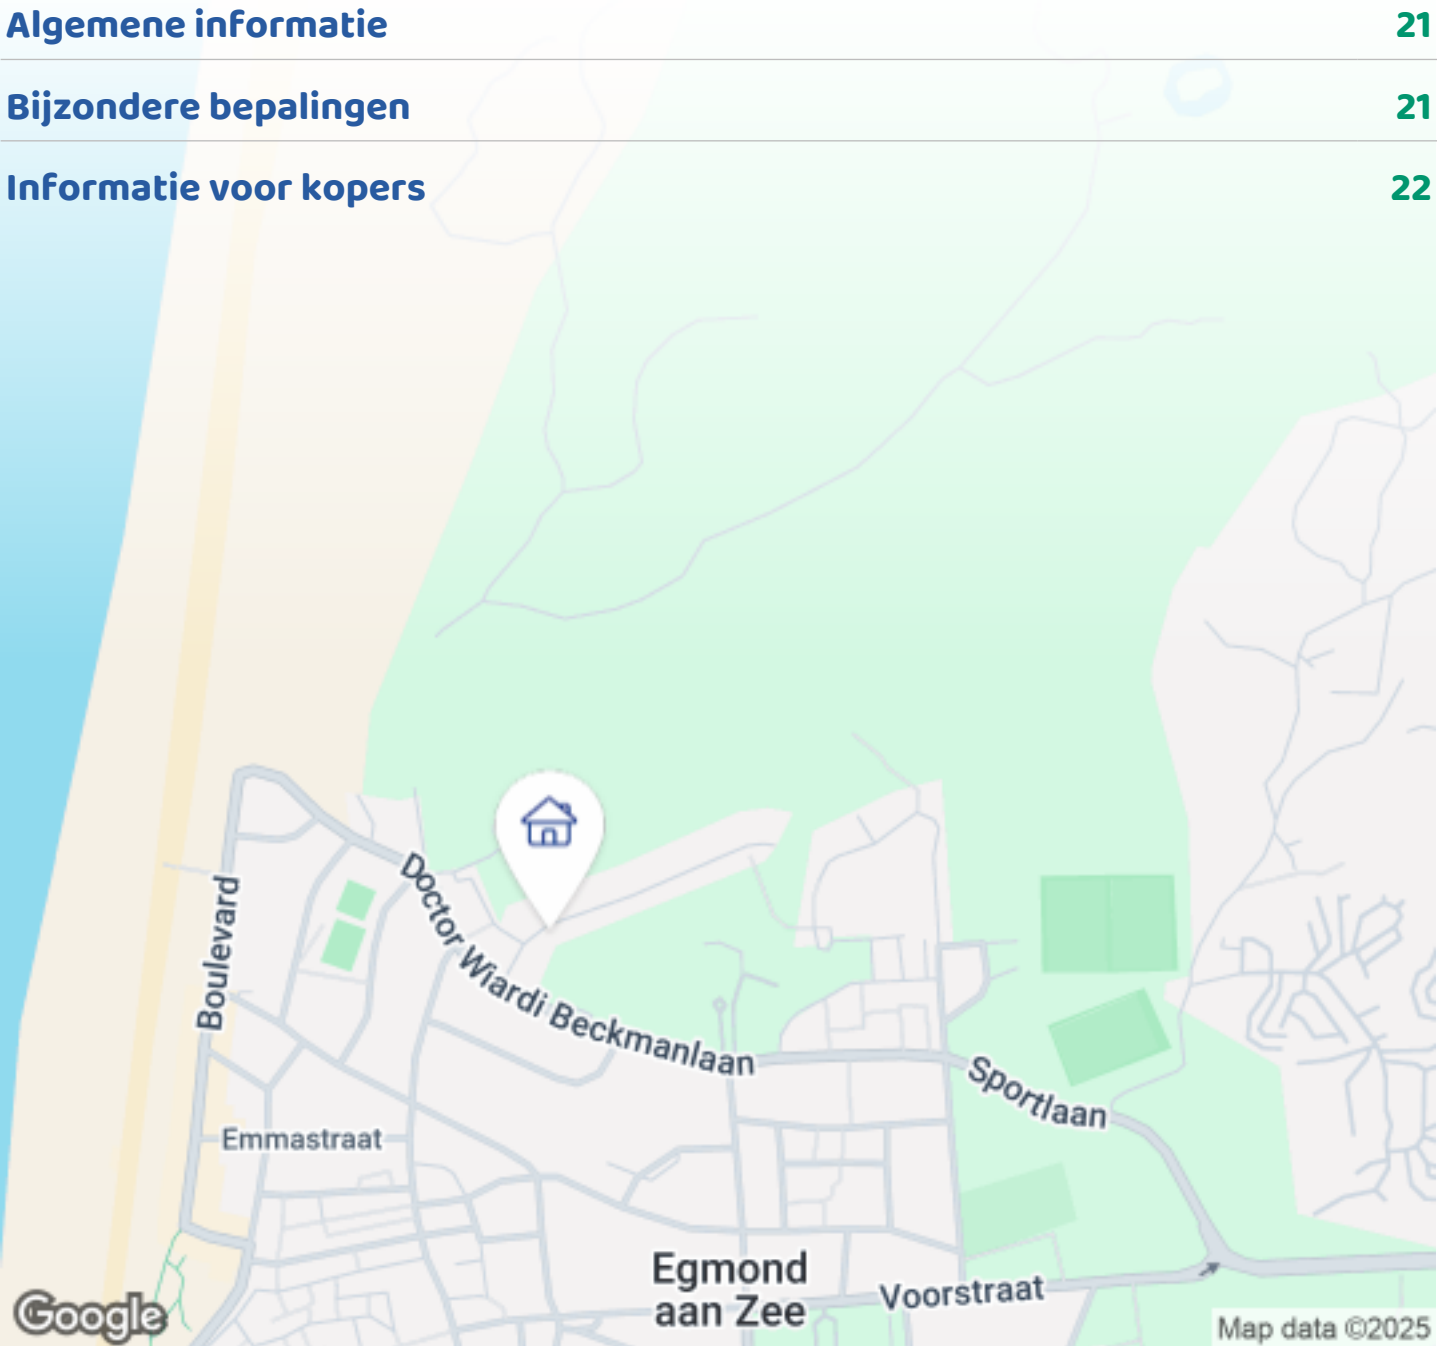 Algemene informatie 21
Bijzondere bepalingen 21
Informatie voor kopers 22
Boulevard
Doctor Wiardi Beckmanlaan
Sportlaan
Emmastraat
Egmond
aan Zee
Voorstraat
Google
Map data ©2025